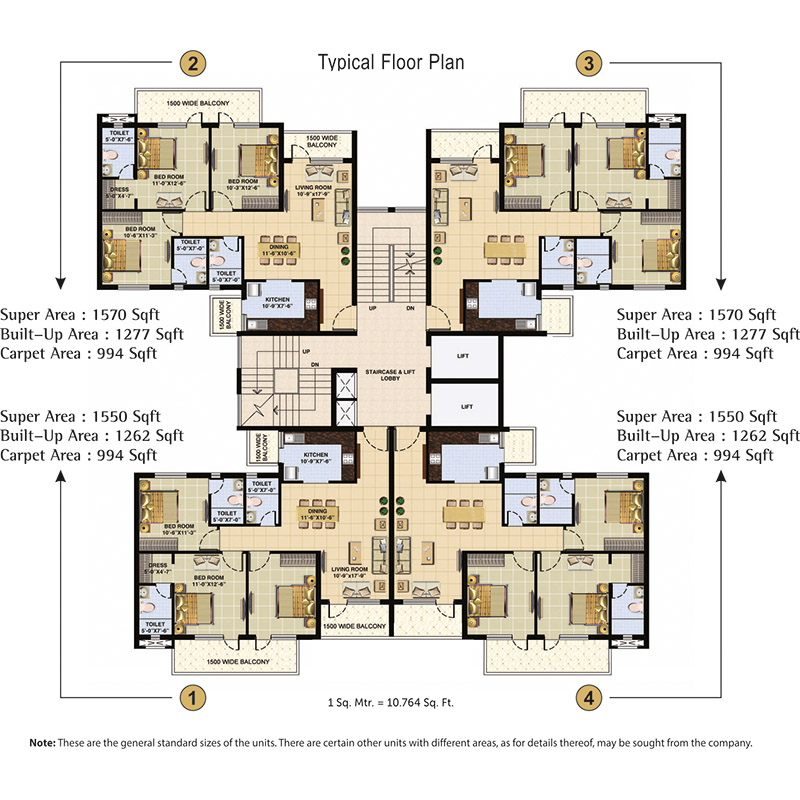 Typical Floor Plan
2
3
1500 WIDE BALCONY
TOILET
5'-0"X7'-6"
BED ROOM
11'-0"X12'-6"
BED ROOM
10'-3"X12'-6"
1500 WIDE
BALCONY
DRESS
5'-0"X4'-7"
LIVING ROOM
10'-9"x17'-9"
BED ROOM
10'-6"X11'-3"
TOILET
5'-0"X7'-0"
TOILET
5'-0"X7'-0"
DINING
11'-6"X10'-6"
KITCHEN
10'-9"X7'-6"
1500 WIDE
BALCONY
UP
DN
Super Area : 1570 Sqft
Built-Up Area : 1277 Sqft
Carpet Area : 994 Sqft
Super Area : 1570 Sqft
Built-Up Area : 1277 Sqft
Carpet Area : 994 Sqft
UP
DN
STAIRCASE & LIFT
LOBBY
LIFT
LIFT
Super Area : 1550 Sqft
Built-Up Area : 1262 Sqft
Carpet Area : 994 Sqft
Super Area : 1550 Sqft
Built-Up Area : 1262 Sqft
Carpet Area : 994 Sqft
1500 WIDE
BALCONY
KITCHEN
10'-9"X7'-6"
TOILET
5'-0"X7'-0"
TOILET
5'-0"X7'-0"
BED ROOM
10'-6"X11'-3"
DINING
11'-6"X10'-6"
DRESS
5'-0"X4'-7"
BED ROOM
11'-0"X12'-6"
LIVING ROOM
10'-9"x17'-9"
TOILET
5'-0"X7'-6"
1500 WIDE BALCONY
1500 WIDE BALCONY
1
4
1 Sq. Mtr. = 10.764 Sq. Ft.
Note: These are the general standard sizes of the units. There are certain other units with different areas, as for details thereof, may be sought from the company.